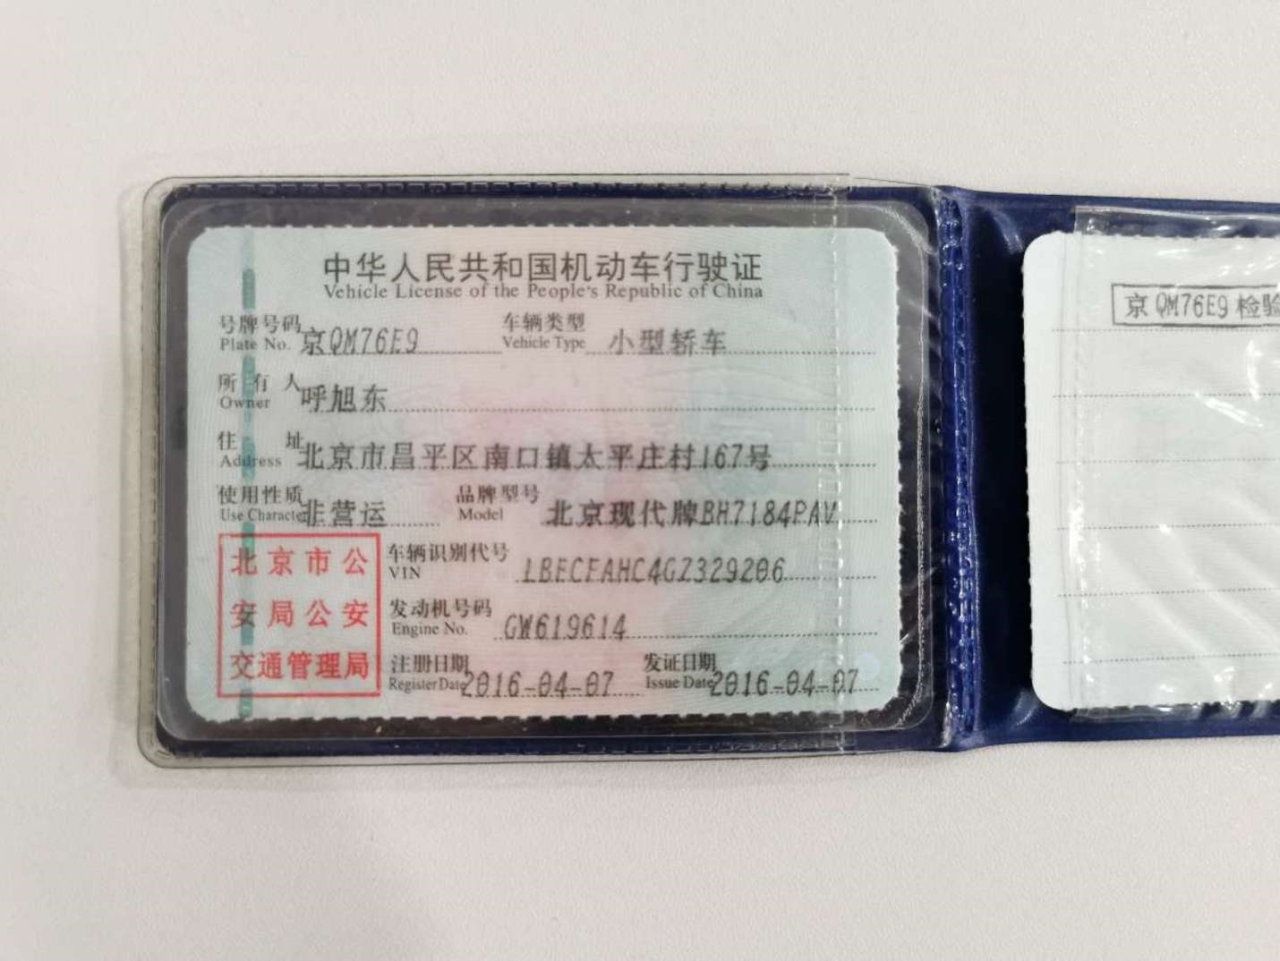 中华人民共和国机动车行驶证
Vehicle License of the People's Republic of China
号牌号码 京QM76E9 车辆类型 小型轿车
Plate No. Vehicle Type
所有人 呼旭东
Owner
住址 北京市昌平区南口镇太平庄村167号
Address
使用性质 非营运 品牌型号 北京现代牌BH7184PAV
Use Character Model
北京市公
安局公安
交通管理局
车辆识别代号 LBECFAHC4GZ329206
VIN
发动机号码 GW619614
Engine No.
注册日期 2016-04-07 发证日期 2016-04-07
Register Date Issue Date
京QM76E9检验